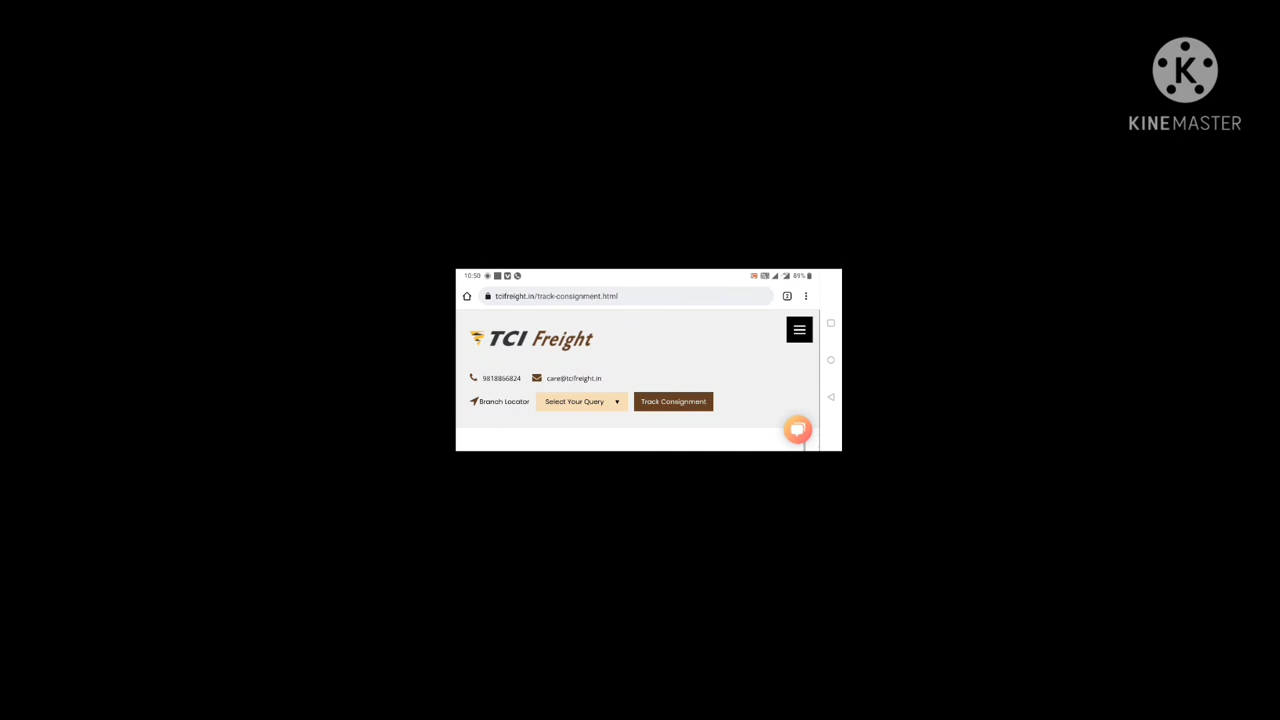 KINEMASTER
10:50
89%
tcifreight.in/track-consignment.html
2
TCI Freight
9818866824 care@tcifreight.in
Branch Locator Select Your Query Track Consignment